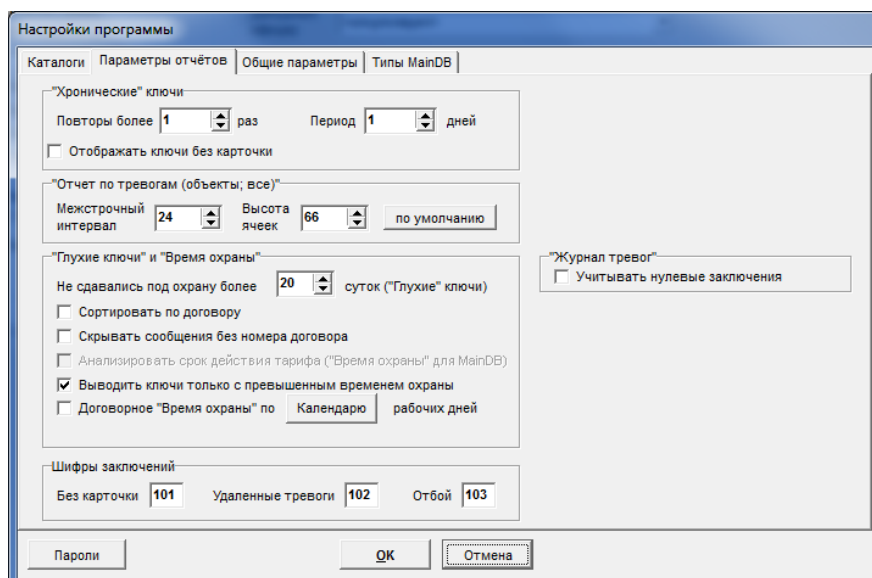 Настройки программы
Каталоги Параметры отчётов Общие параметры Типы MainDB
"Хронические" ключи
Повторы более 1 раз Период 1 дней
Отображать ключи без карточки
"Отчет по тревогам (объекты; все)"
Межстрочный интервал 24 Высота ячеек 66 по умолчанию
"Глухие ключи" и "Время охраны"
Не сдавались под охрану более 20 суток ("Глухие" ключи)
Сортировать по договору
Скрывать сообщения без номера договора
Анализировать срок действия тарифа ("Время охраны" для MainDB)
Выводить ключи только с превышенным временем охраны
Договорное "Время охраны" по Календарю рабочих дней
"Журнал тревог"
Учитывать нулевые заключения
Шифры заключений
Без карточки 101 Удаленные тревоги 102 Отбой 103
Пароли OK Отмена